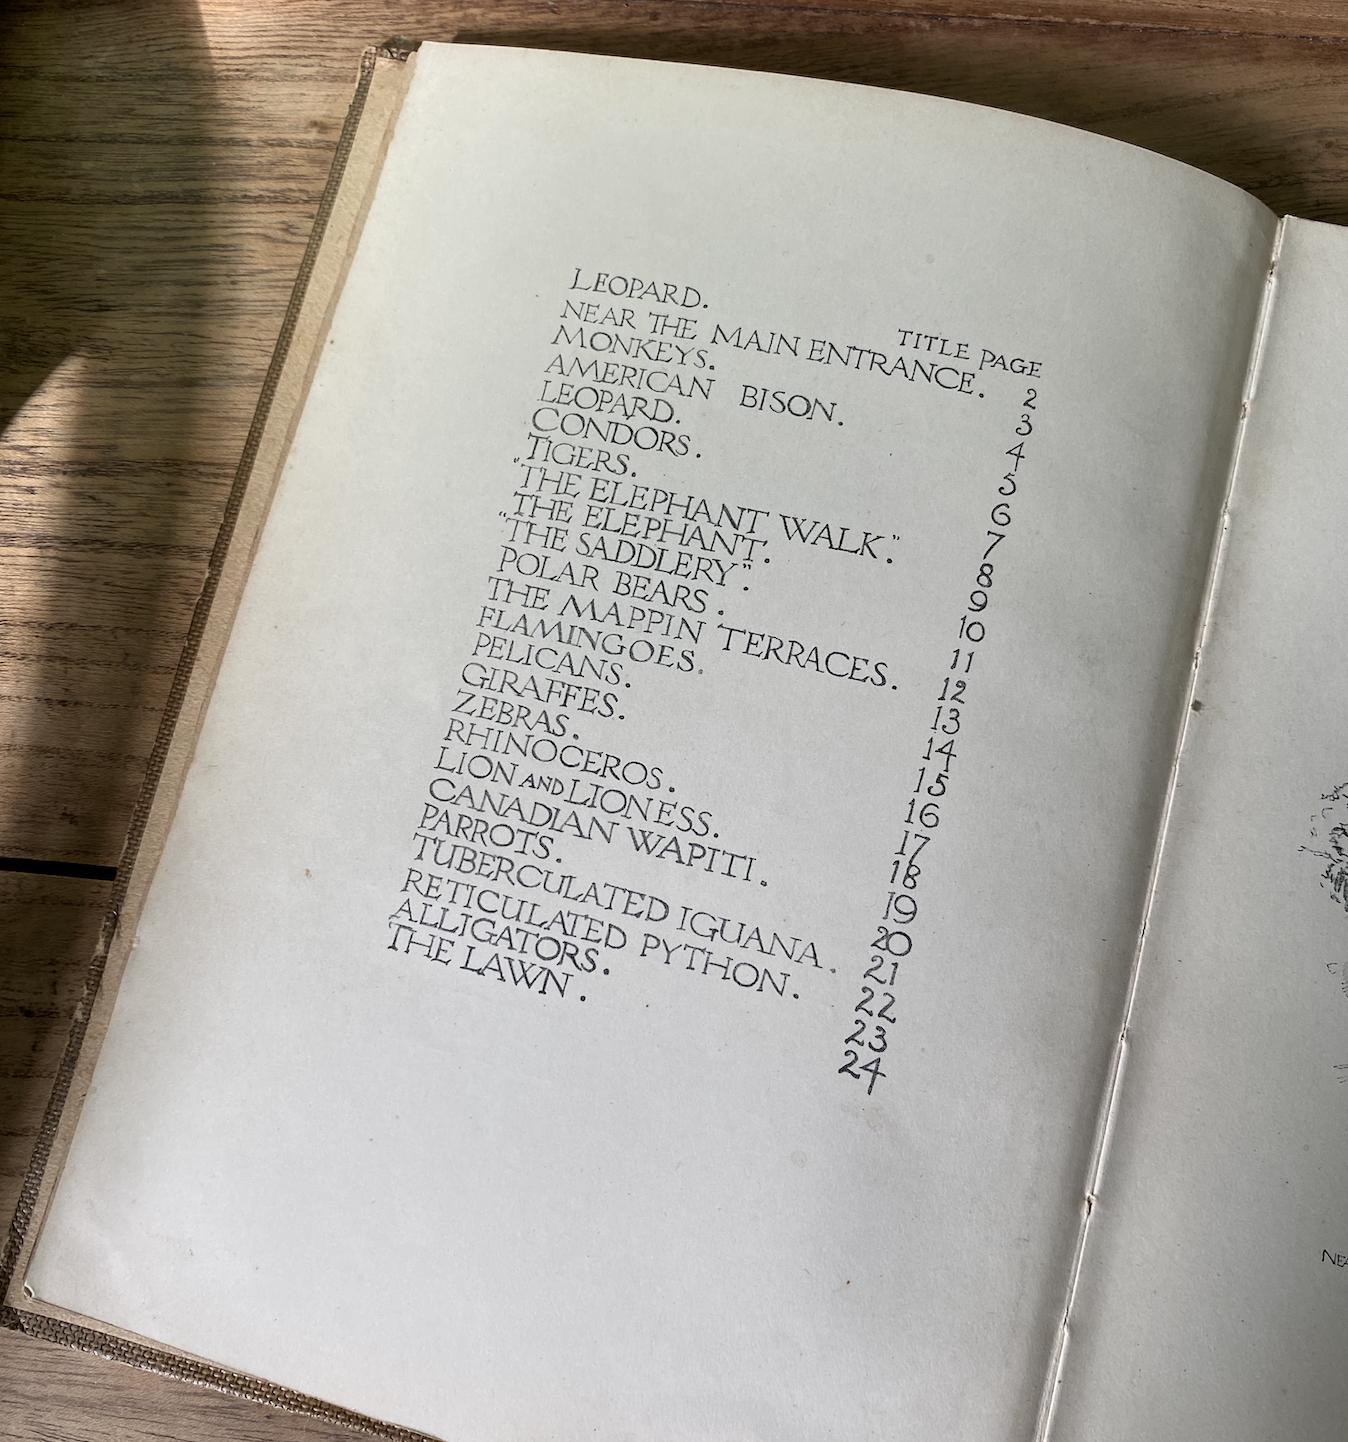 LEOPARD. TITLE PAGE
NEAR THE MAIN ENTRANCE. 2
MONKEYS. 3
AMERICAN BISON. 4
LEOPARD. 5
CONDORS. 6
TIGERS. 7
"THE ELEPHANT WALK". 8
THE ELEPHANT. 9
"THE SADDLERY". 10
POLAR BEARS. 11
THE MAPPIN TERRACES. 12
FLAMINGOES. 13
PELICANS. 14
GIRAFFES. 15
ZEBRAS. 16
RHINOCEROS. 17
LION AND LIONESS. 18
CANADIAN WAPITI. 19
PARROTS. 20
TUBERCULATED IGUANA. 21
RETICULATED PYTHON. 22
ALLIGATORS. 23
THE LAWN. 24